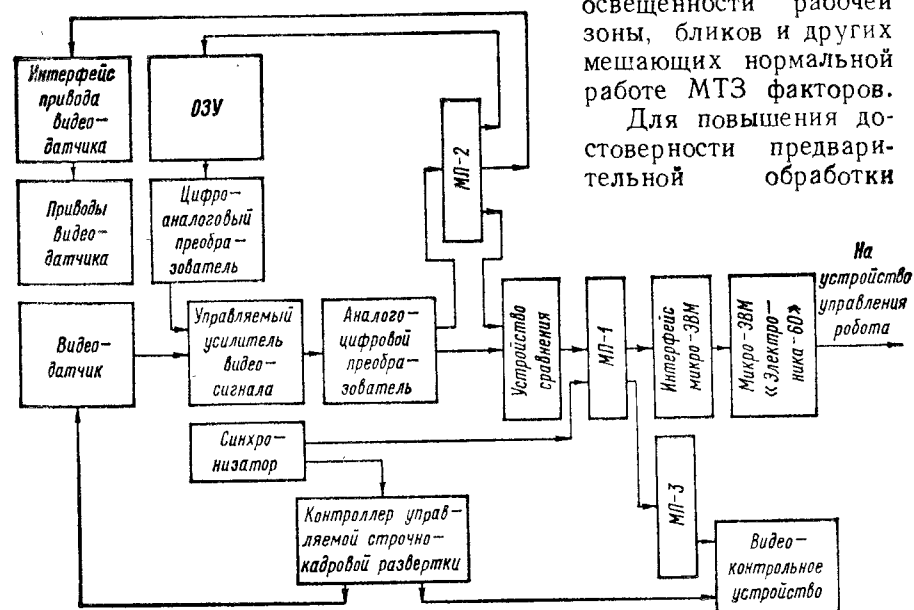 освещенности рабочей
зоны, бликов и других
мешающих нормальной
работе МТЗ факторов.
Для повышения до-
стоверности предвари-
тельной обработки
Интерфейс
привода
видео-
датчика
ОЗУ
МП-2
Приводы
видео-
датчика
Цифро-
аналоговый
преобра-
зователь
Видео-
датчик
Управляемый
усилитель
видео-
сигнала
Аналого-
цифровой
преобра-
зователь
Устройство
сравнения
МП-1
Интерфейс
микро-ЭВМ
Микро-ЭВМ
«Электро-
ника-60»
На
устройство
управления
робота
Синхро-
низатор
Контроллер управ-
ляемой строчно-
кадровой развертки
МП-3
Видео-
контрольное
устройство